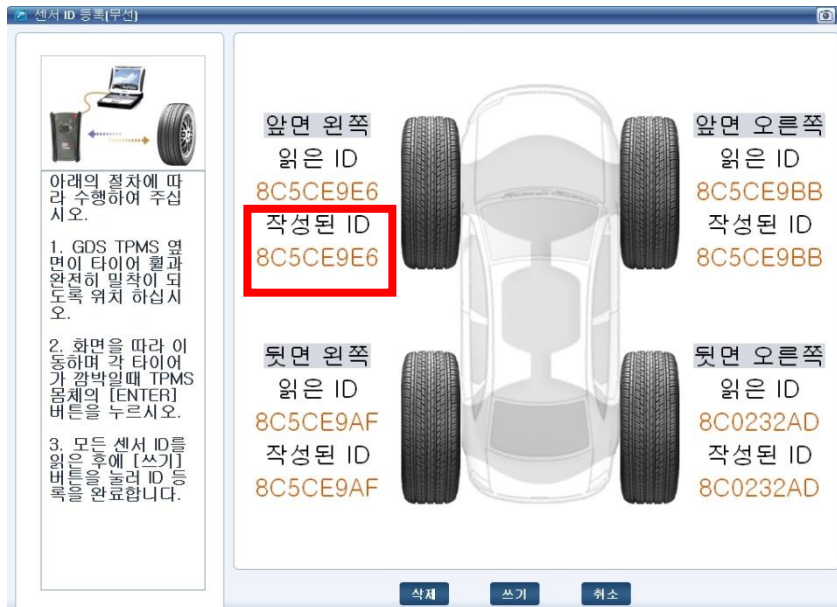 센서 ID 등록(무선)
아래의 절차에 따
라 수행하여 주십
시오.
1. GDS TPMS 옆
면이 타이어 휠과
완전히 밀착이 되
도록 위치 하십시
오.
2. 화면을 따라 이
동하며 각 타이어
가 깜박일때 TPMS
몸체의 [ENTER]
버튼을 누르시오.
3. 모든 센서 ID를
읽은 후에 [쓰기]
버튼을 눌러 ID 등
록을 완료합니다.
앞면 왼쪽
읽은 ID
8C5CE9E6
작성된 ID
8C5CE9E6
앞면 오른쪽
읽은 ID
8C5CE9BB
작성된 ID
8C5CE9BB
뒷면 왼쪽
읽은 ID
8C5CE9AF
작성된 ID
8C5CE9AF
뒷면 오른쪽
읽은 ID
8C0232AD
작성된 ID
8C0232AD
삭제
쓰기
취소